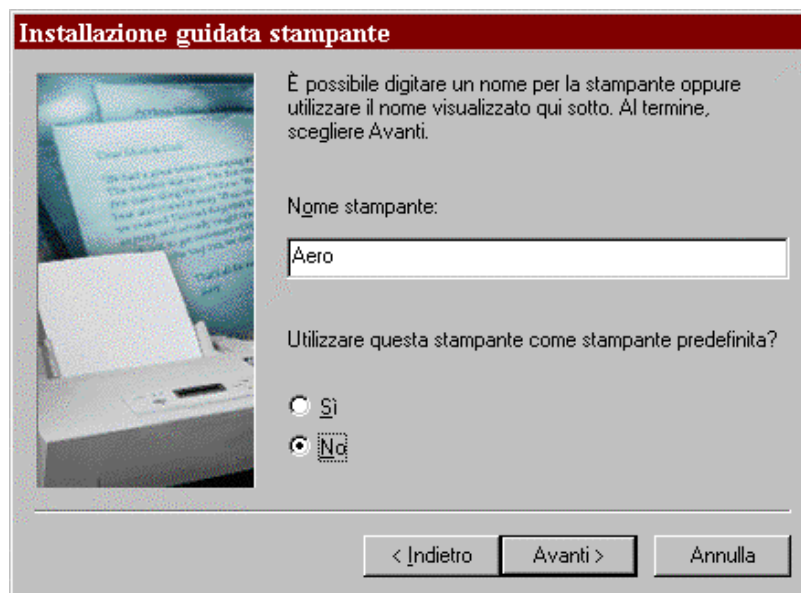 Installazione guidata stampante
È possibile digitare un nome per la stampante oppure
utilizzare il nome visualizzato qui sotto. Al termine,
scegliere Avanti.
Nome stampante:
Aero
Utilizzare questa stampante come stampante predefinita?
Sì
No
< Indietro
Avanti >
Annulla